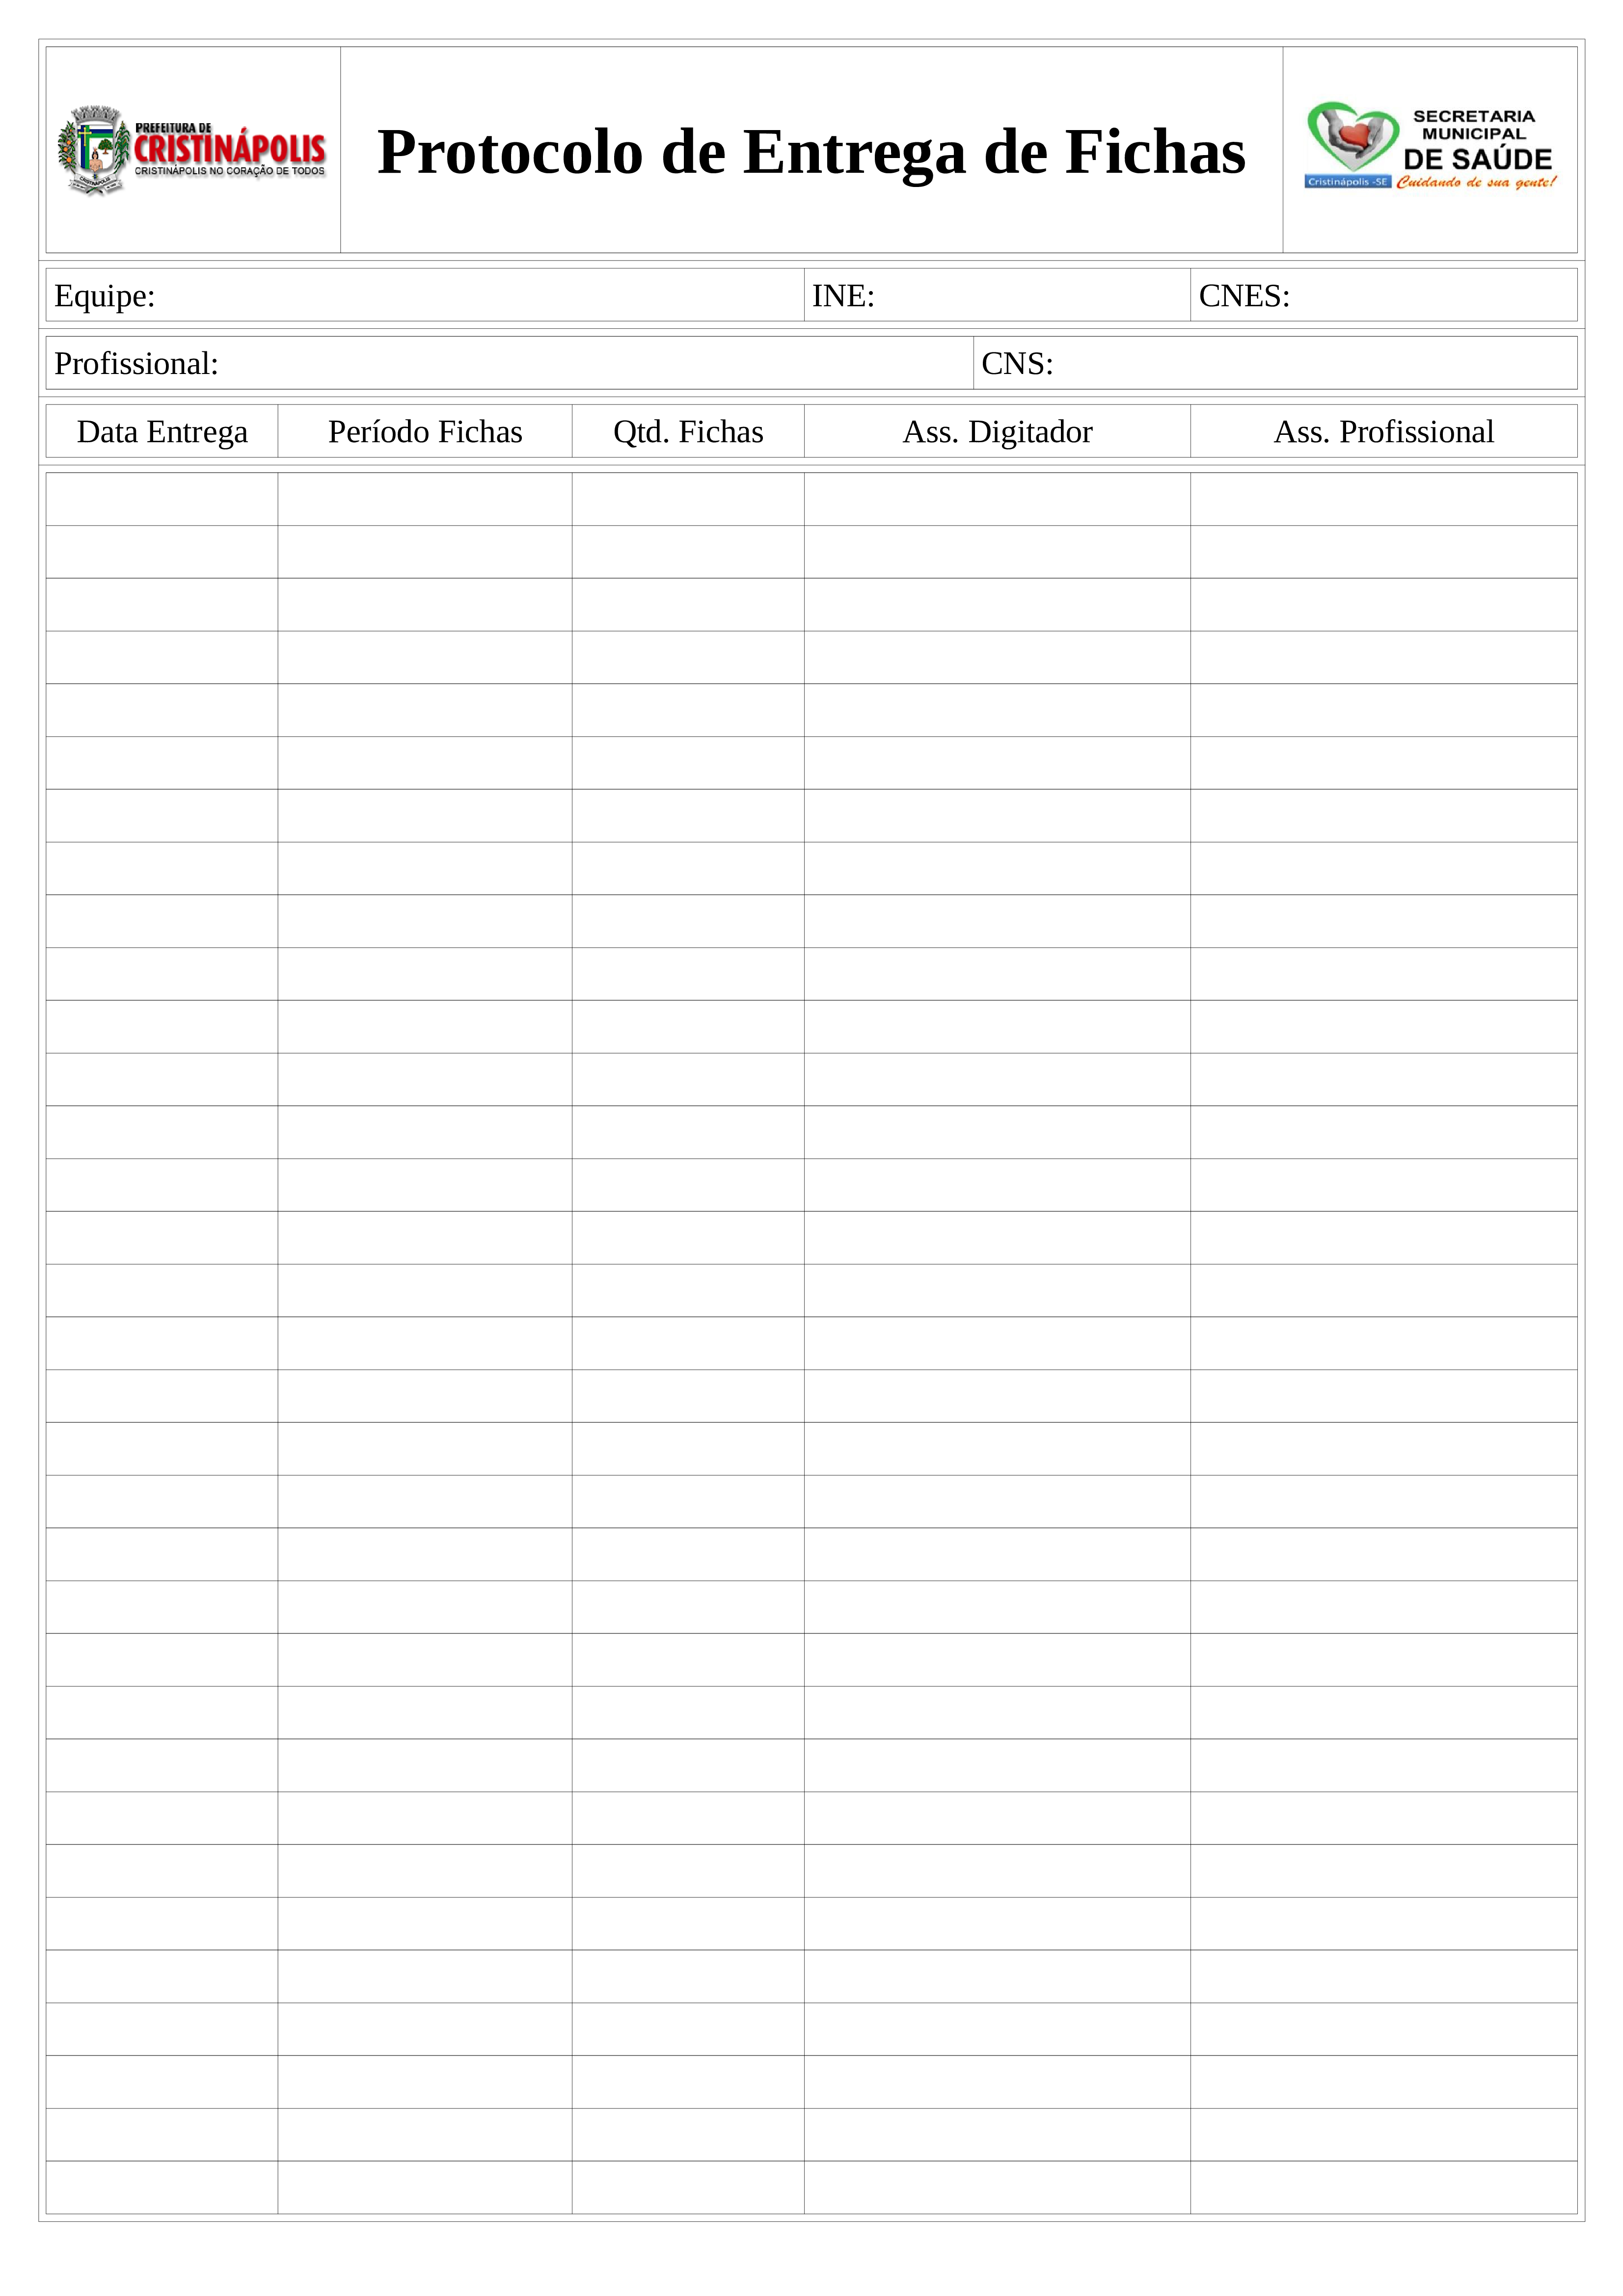 PREFEITURA DE
CRISTINÁPOLIS
CRISTINÁPOLIS NO CORAÇÃO DE TODOS
CRISTINÁPOLIS
Protocolo de Entrega de Fichas
SECRETARIA
MUNICIPAL
DE SAÚDE
Cristinápolis -SE Cuidando de sua gente!
Equipe: INE: CNES:
Profissional: CNS:
Data Entrega Período Fichas Qtd. Fichas Ass. Digitador Ass. Profissional